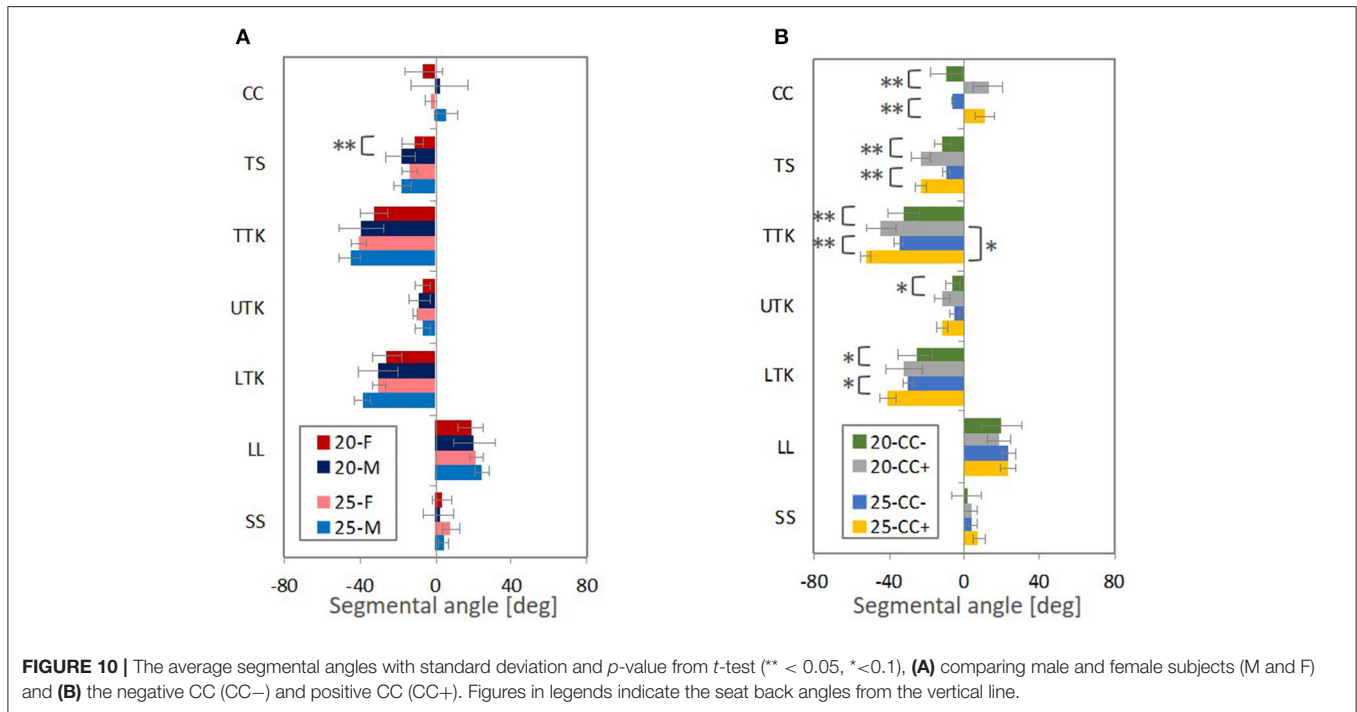 A
CC
TS
**
TTK
UTK
LTK
LL
SS
20-F
20-M
25-F
25-M
-80 -40 0 40 80
Segmental angle [deg]
B
CC
**
**
TS
**
**
TTK
**
**
*
UTK
*
LTK
*
*
LL
SS
20-CC-
20-CC+
25-CC-
25-CC+
-80 -40 0 40 80
Segmental angle [deg]
FIGURE 10 | The average segmental angles with standard deviation and p-value from t-test (** < 0.05, *<0.1), (A) comparing male and female subjects (M and F)
and (B) the negative CC (CC−) and positive CC (CC+). Figures in legends indicate the seat back angles from the vertical line.